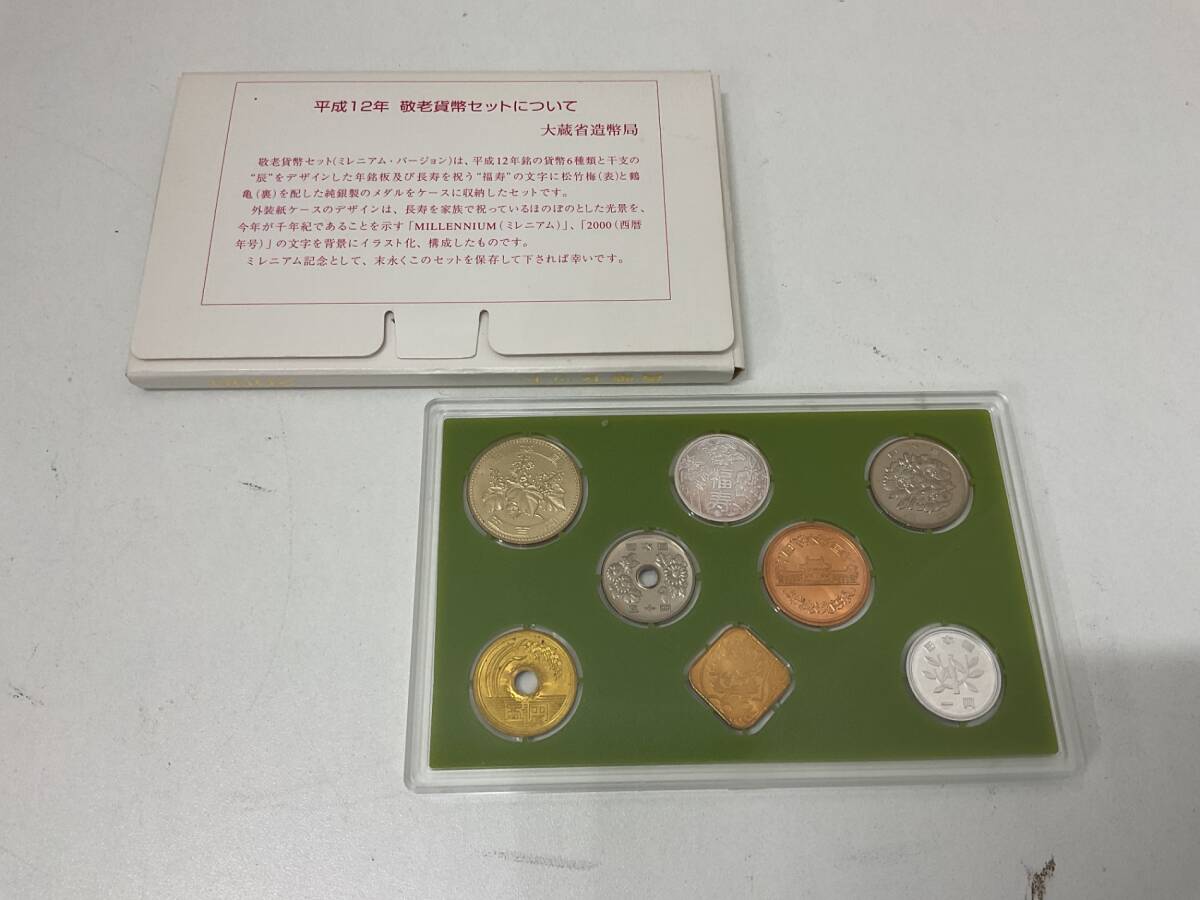 平成12年 敬老貨幣セットについて
大蔵省造幣局
敬老貨幣セット(ミレニアム・バージョン)は、平成12年銘の貨幣6種類と干支の
“辰”をデザインした年銘板及び長寿を祝う“福寿”の文字に松竹梅(表)と鶴
亀(裏)を配した純銀製のメダルをケースに収納したセットです。
外装紙ケースのデザインは、長寿を家族で祝っているほのぼのとした光景を、
今年が千年紀であることを示す「MILLENNIUM(ミレニアム)」、「2000(西暦
年号)」の文字を背景にイラスト化、構成したものです。
ミレニアム記念として、末永くこのセットを保存して下されば幸いです。
福
寿
日本国
五十円
日本国
五円
日本国
一円